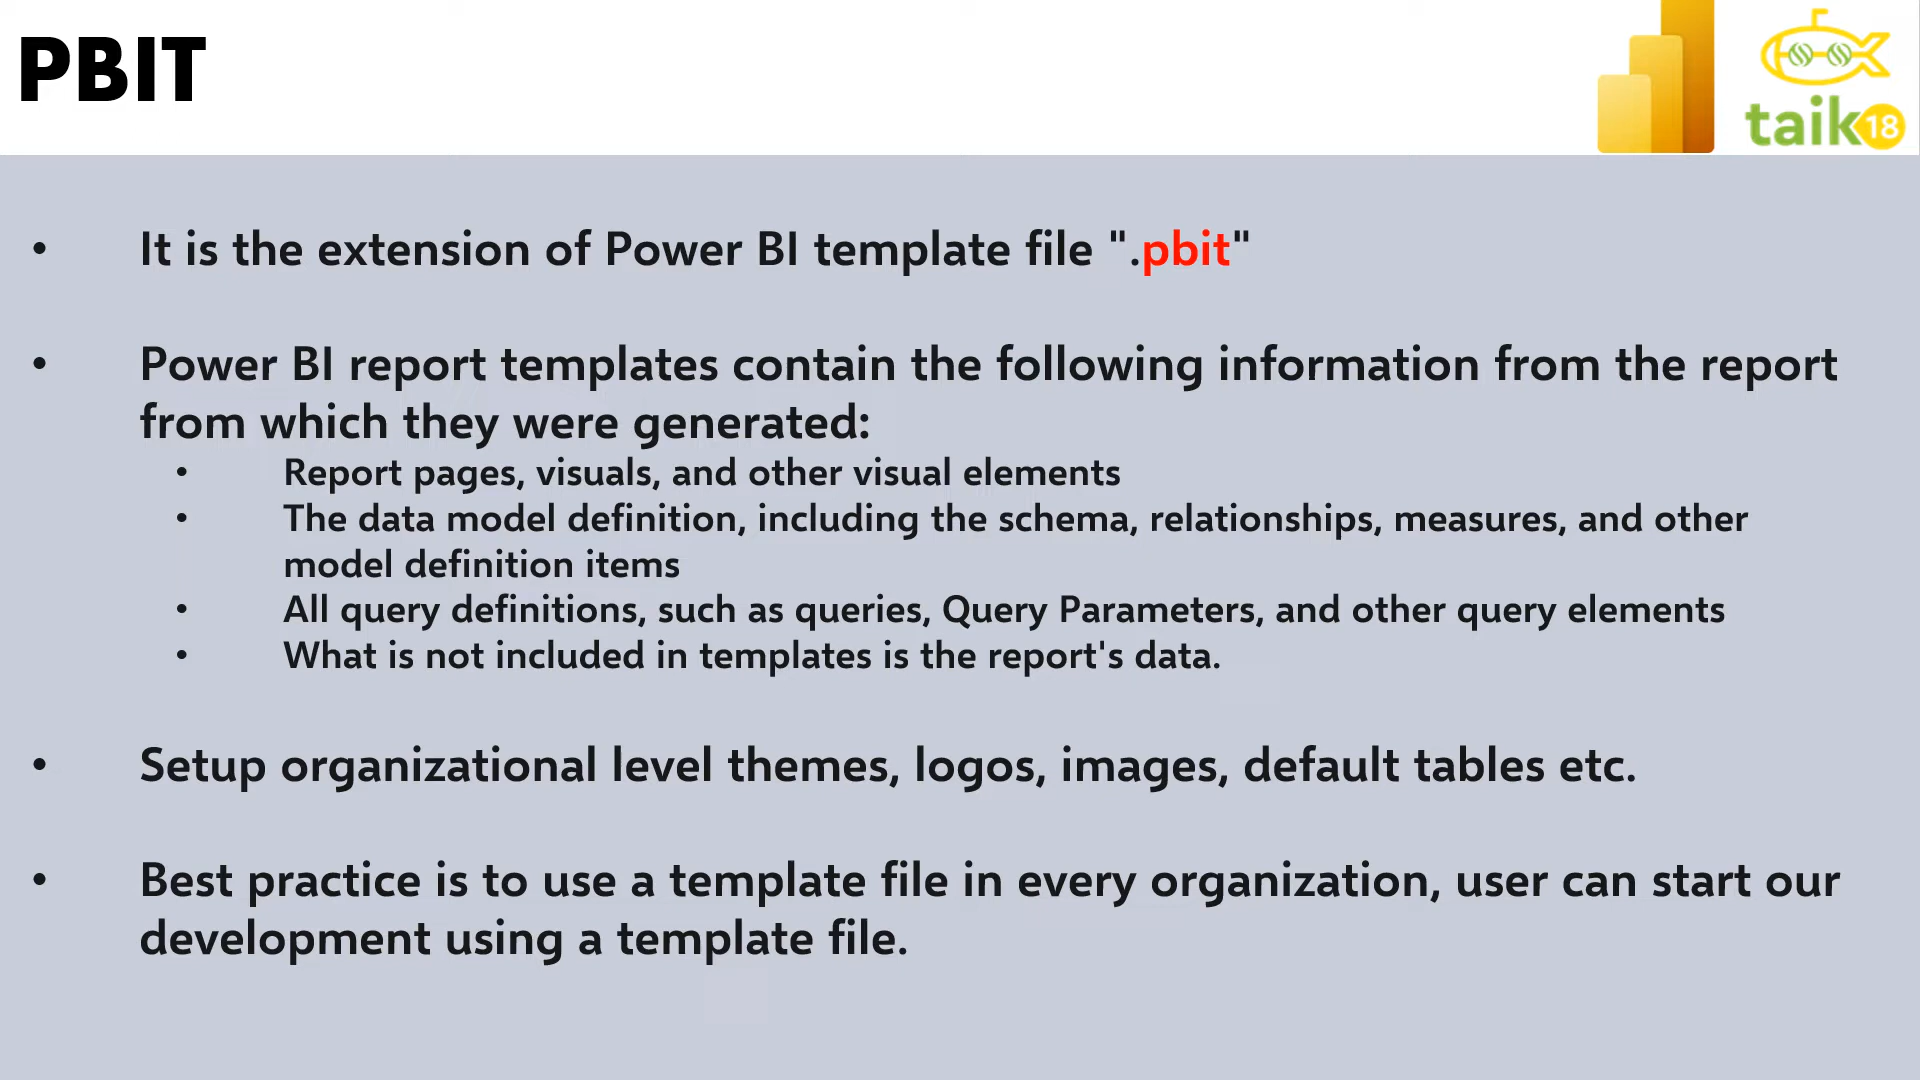 PBIT
taik18
• It is the extension of Power BI template file ".pbit"
• Power BI report templates contain the following information from the report
from which they were generated:
• Report pages, visuals, and other visual elements
• The data model definition, including the schema, relationships, measures, and other
model definition items
• All query definitions, such as queries, Query Parameters, and other query elements
• What is not included in templates is the report's data.
• Setup organizational level themes, logos, images, default tables etc.
• Best practice is to use a template file in every organization, user can start our
development using a template file.